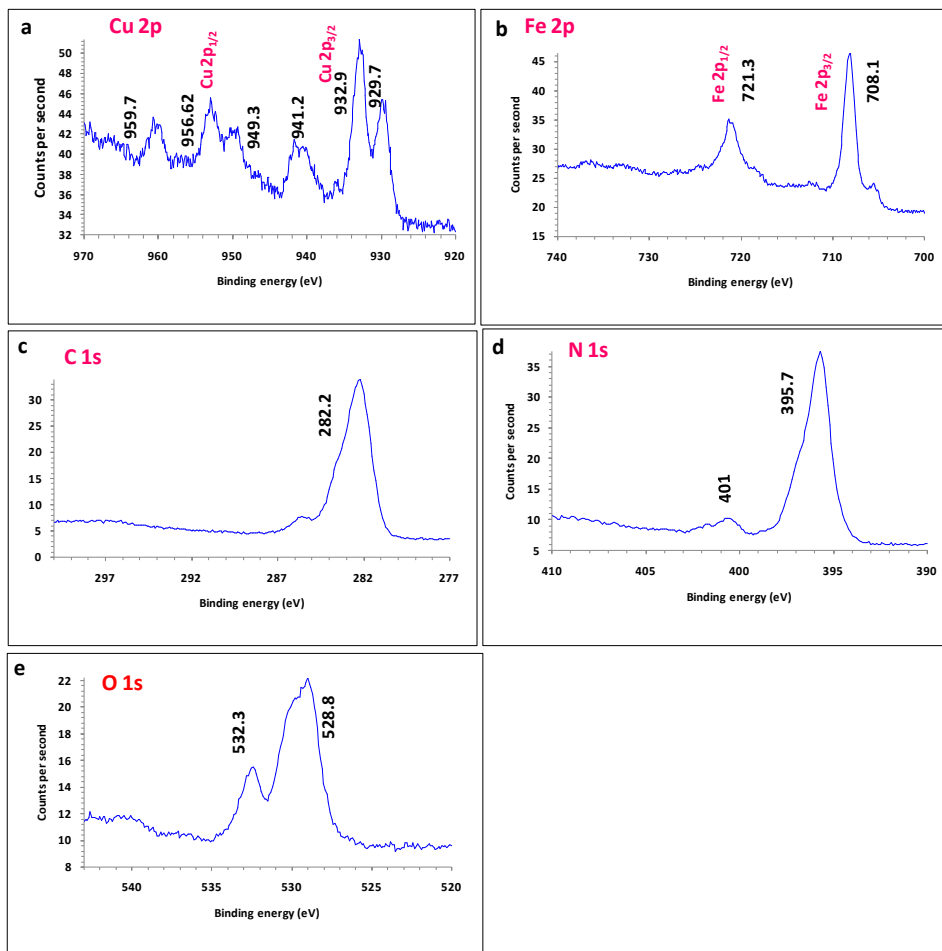 a
Cu 2p
Cu 2p1/2
Cu 2p3/2
959.7
956.62
949.3
941.2
932.9
929.7
Counts per second
52
50
48
46
44
42
40
38
36
34
32
970 960 950 940 930 920
Binding energy (eV)
b
Fe 2p
Fe 2p1/2
721.3
Fe 2p3/2
708.1
Counts per second
45
40
35
30
25
20
15
740 730 720 710 700
Binding energy (eV)
c
C 1s
282.2
Counts per second
30
25
20
15
10
5
0
297 292 287 282 277
Binding energy (eV)
d
N 1s
395.7
401
Counts per second
35
30
25
20
15
10
5
410 405 400 395 390
Binding energy (eV)
e
O 1s
532.3
528.8
Counts per second
22
20
18
16
14
12
10
8
540 535 530 525 520
Binding energy (eV)